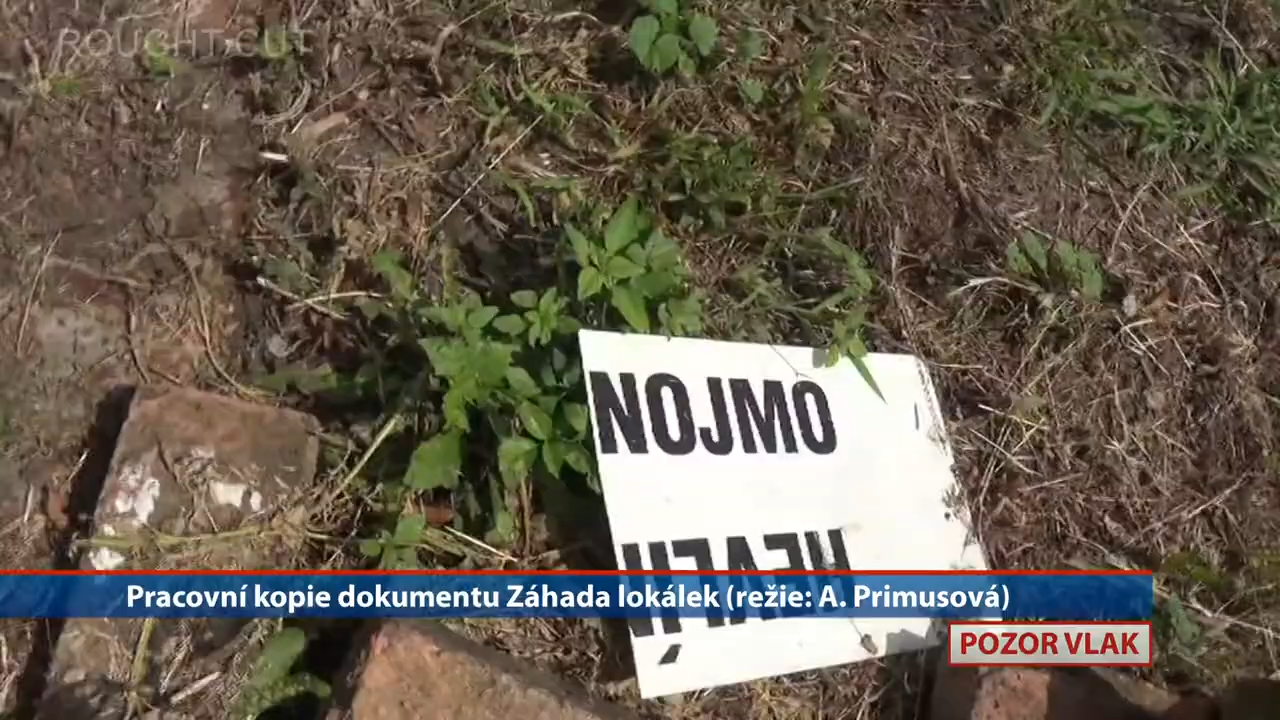 ROUGHT CUT
NOJMO
Pracovní kopie dokumentu Záhada lokálek (režie: A. Primusová)
POZOR VLAK